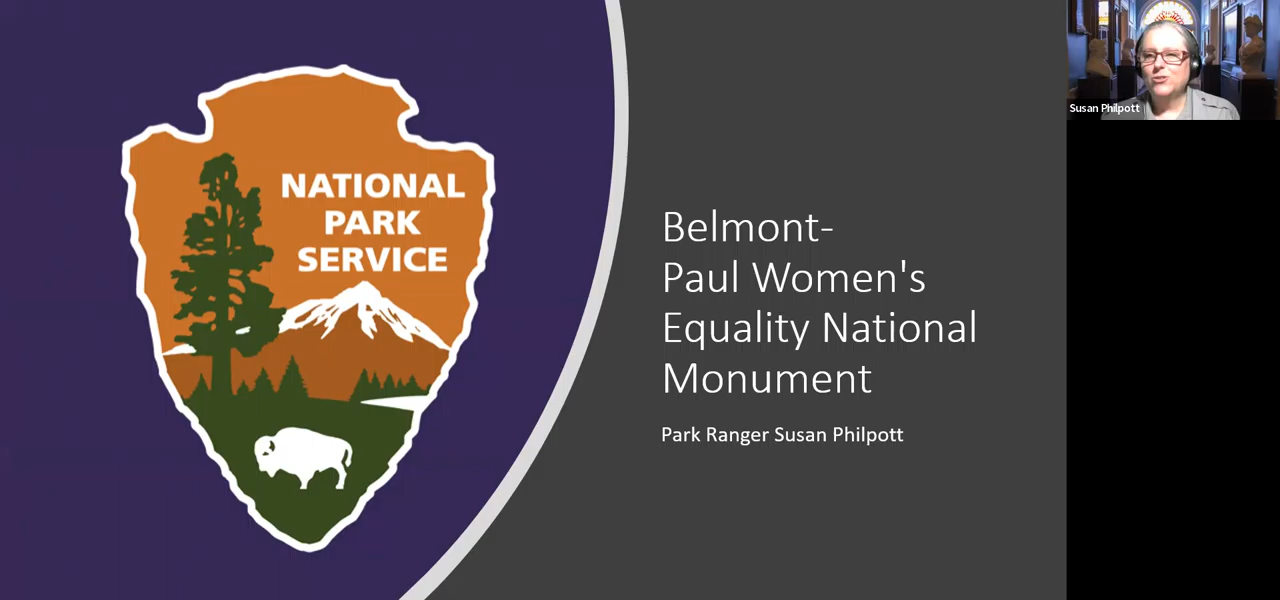 NATIONAL
PARK
SERVICE
Belmont-
Paul Women's
Equality National
Monument
Park Ranger Susan Philpott
Susan Philpott